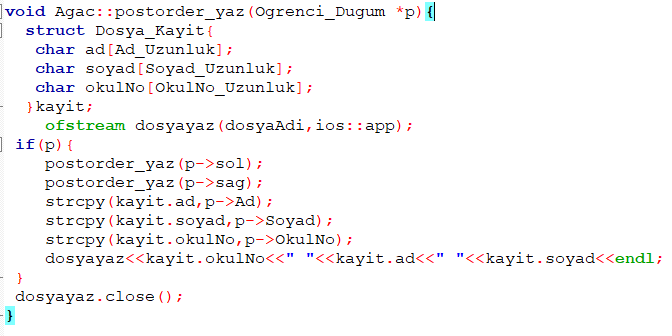 void Agac::postorder_yaz(Ogrenci_Dugum *p){
struct Dosya_Kayit{
char ad[Ad_Uzunluk];
char soyad[Soyad_Uzunluk];
char okulNo[OkulNo_Uzunluk];
}kayit;
ofstream dosyayaz(dosyaAdi,ios::app);
if(p){
postorder_yaz(p->sol);
postorder_yaz(p->sag);
strcpy(kayit.ad,p->Ad);
strcpy(kayit.soyad,p->Soyad);
strcpy(kayit.okulNo,p->OkulNo);
dosyayaz<<kayit.okulNo<<" "<<kayit.ad<<" "<<kayit.soyad<<endl;
}
dosyayaz.close();
}